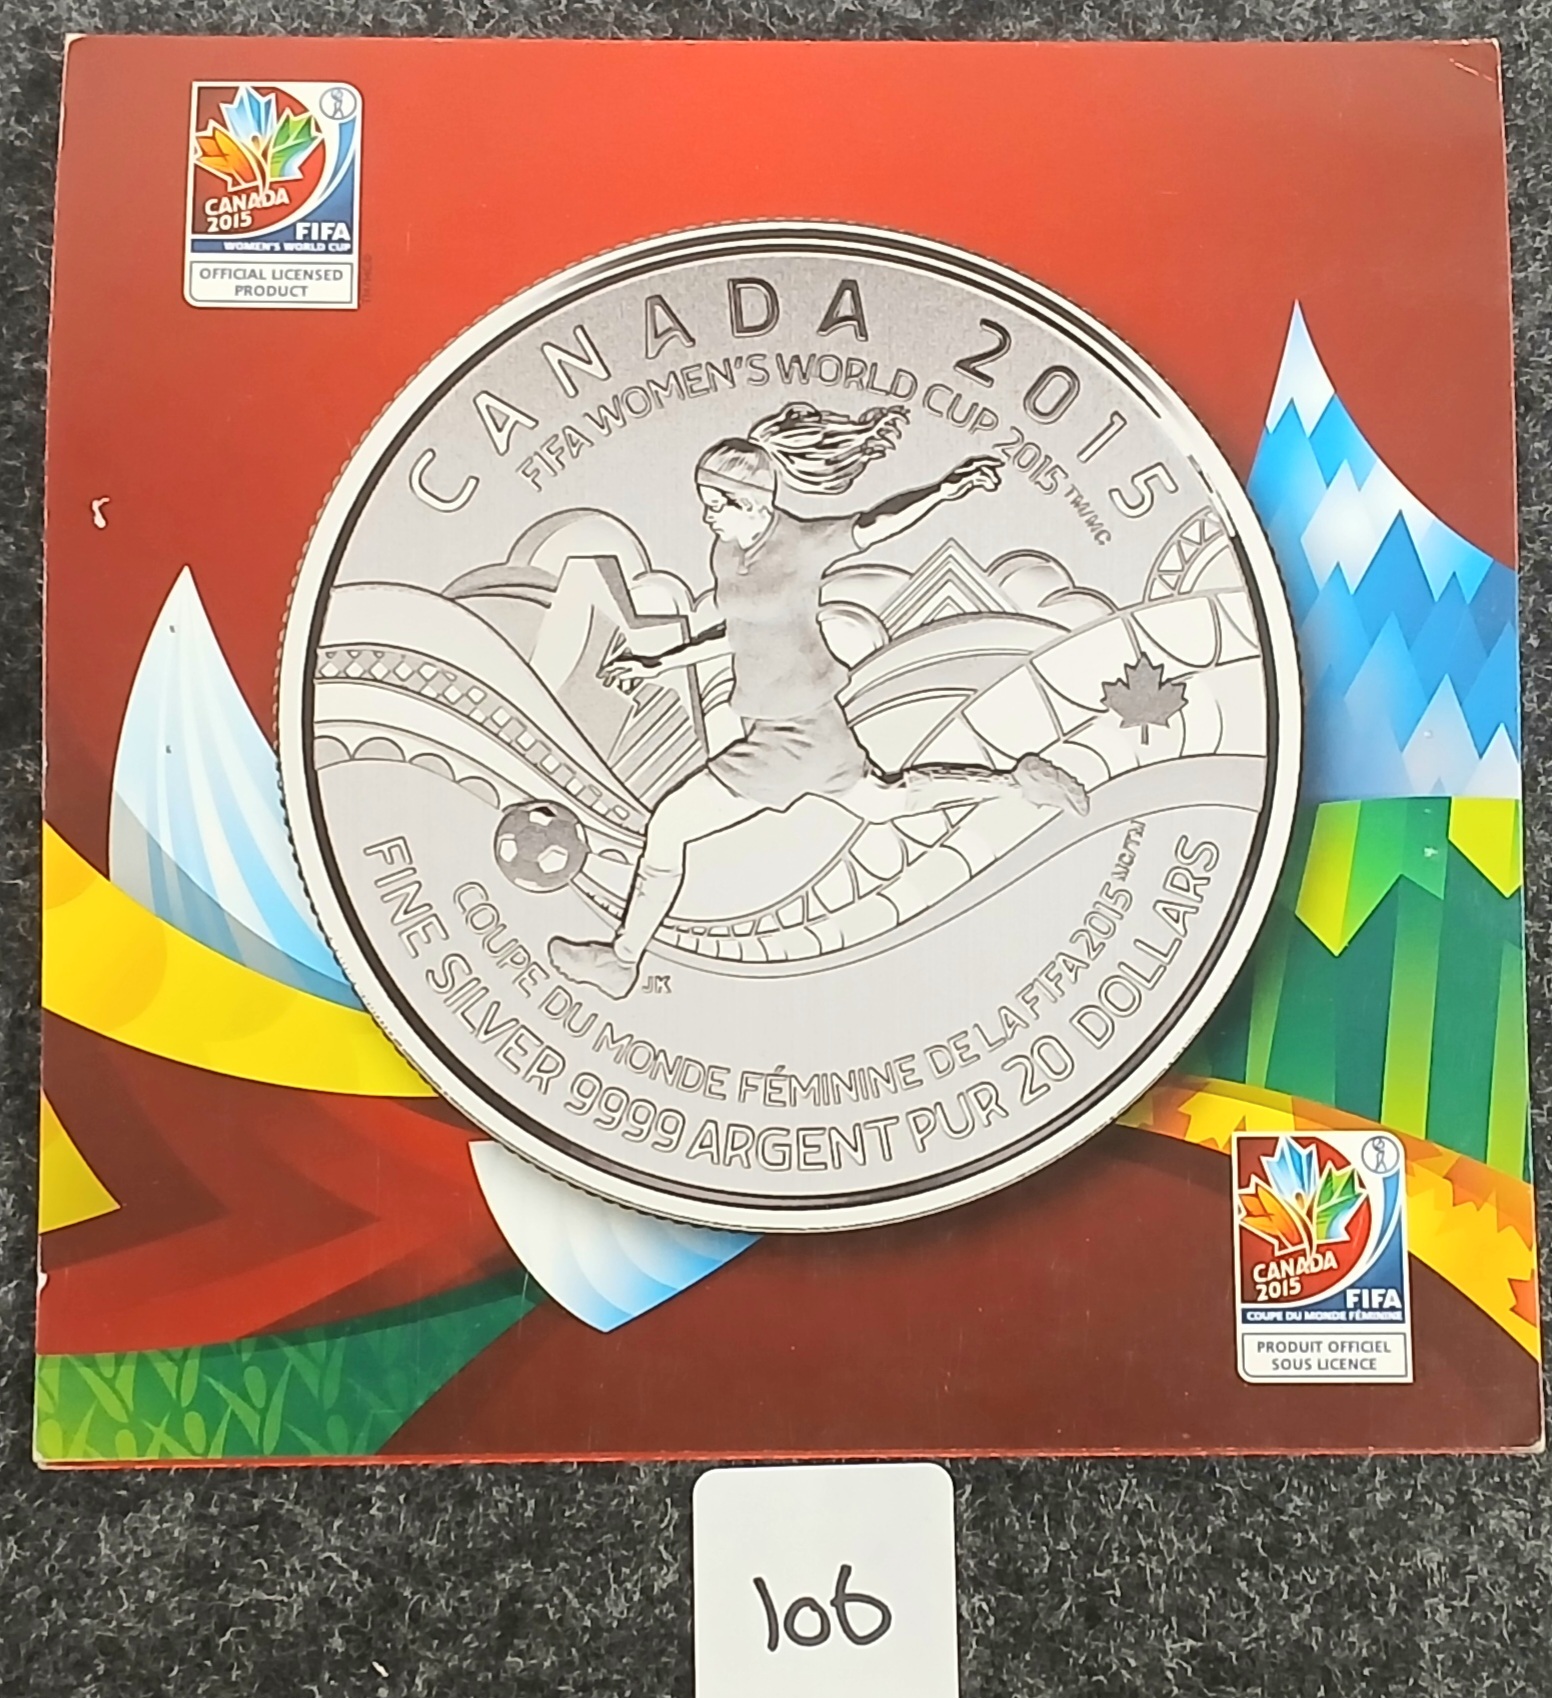 CANADA
2015
FIFA
WOMEN'S WORLD CUP
OFFICIAL LICENSED
PRODUCT
CANADA 2015
FIFA WOMEN'S WORLD CUP 2015 TM/MC
JK
COUPE DU MONDE FÉMININE DE LA FIFA 2015 MC/TM
FINE SILVER 9999 ARGENT PUR 20 DOLLARS
CANADA
2015
FIFA
COUPE DU MONDE FÉMININE
PRODUIT OFFICIEL
SOUS LICENCE
106